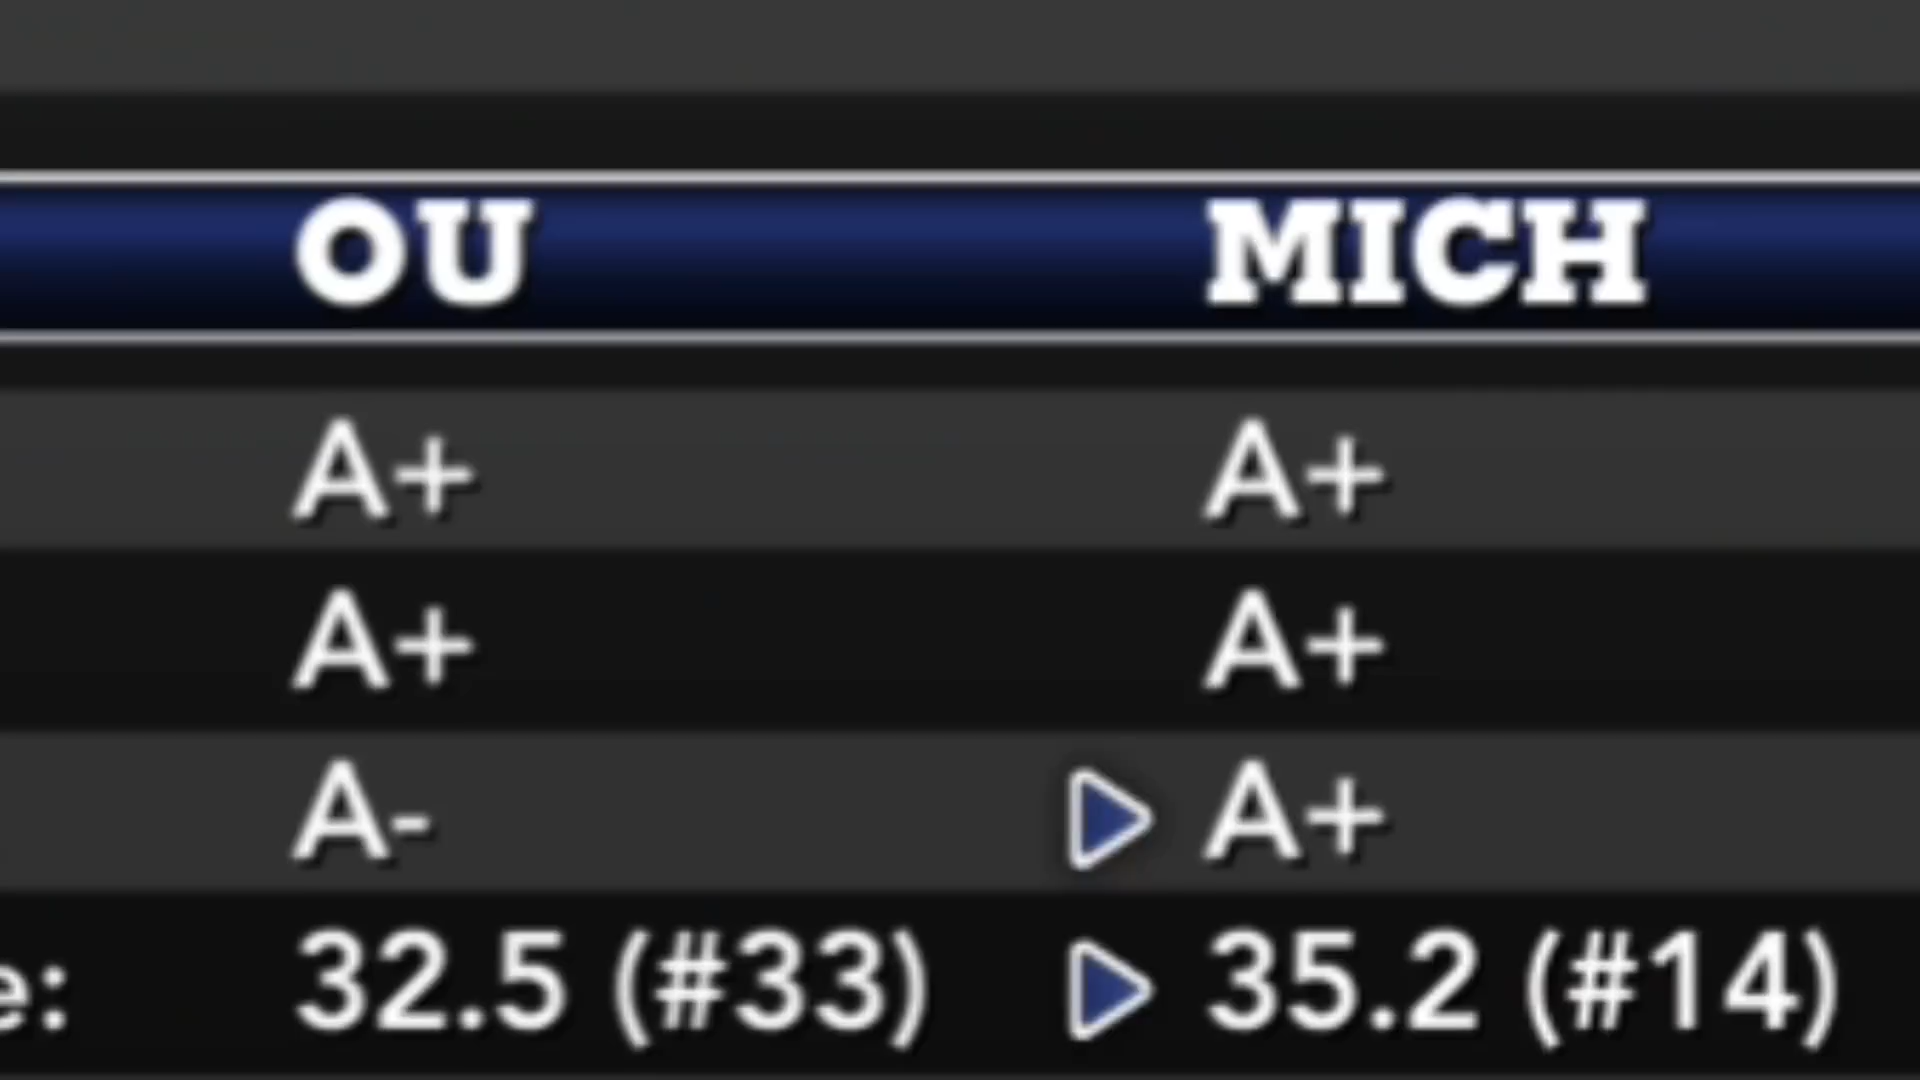 OU MICH
A+ A+
A+ A+
A- A+
e: 32.5 (#33) 35.2 (#14)